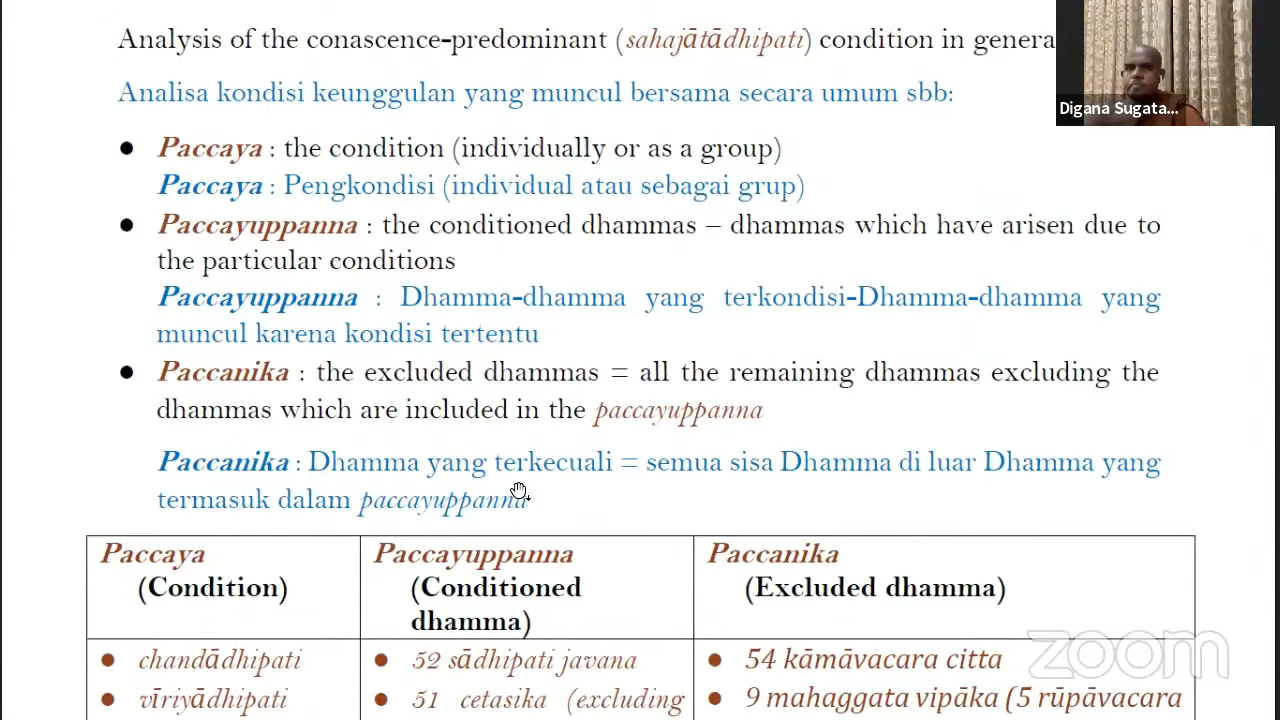 Analysis of the conascence-predominant (sahajātādhipati) condition in genera
Digana Sugata...
Analisa kondisi keunggulan yang muncul bersama secara umum sbb:
● Paccaya : the condition (individually or as a group)
Paccaya : Pengkondisi (individual atau sebagai grup)
● Paccayuppanna : the conditioned dhammas – dhammas which have arisen due to
the particular conditions
Paccayuppanna : Dhamma-dhamma yang terkondisi-Dhamma-dhamma yang
muncul karena kondisi tertentu
● Paccanika : the excluded dhammas = all the remaining dhammas excluding the
dhammas which are included in the paccayuppanna
Paccanika : Dhamma yang terkecuali = semua sisa Dhamma di luar Dhamma yang
termasuk dalam paccayuppanna
Paccaya
(Condition)
Paccayuppanna
(Conditioned
dhamma)
Paccanika
(Excluded dhamma)
● chandādhipati
● vīriyādhipati
● 52 sādhipati javana
● 51 cetasika (excluding
● 54 kāmāvacara citta
● 9 mahaggata vipāka (5 rūpāvacara
zoom